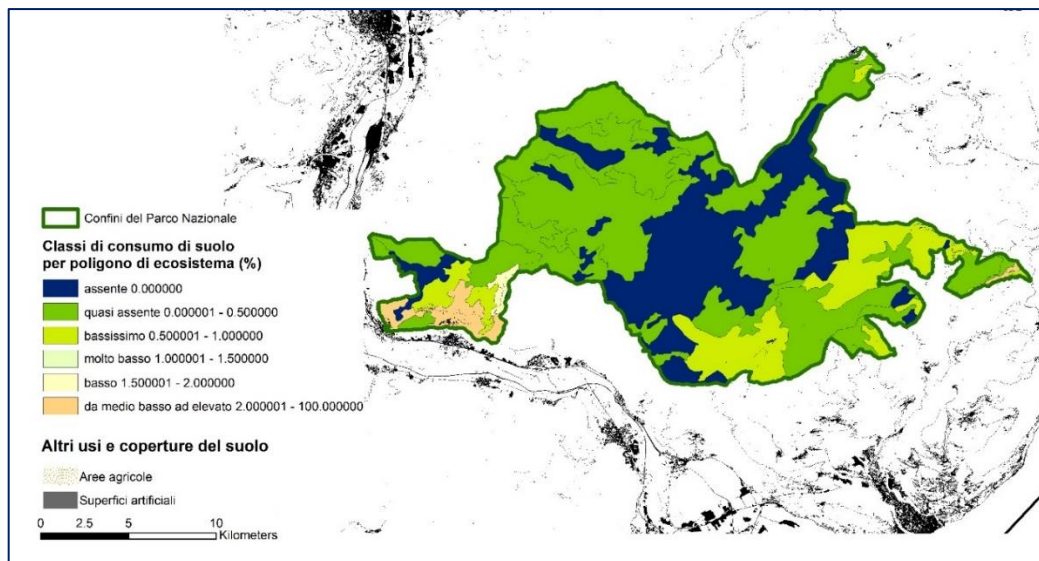 Confini del Parco Nazionale
Classi di consumo di suolo
per poligono di ecosistema (%)
assente 0.000000
quasi assente 0.000001 - 0.500000
bassissimo 0.500001 - 1.000000
molto basso 1.000001 - 1.500000
basso 1.500001 - 2.000000
da medio basso ad elevato 2.000001 - 100.000000
Altri usi e coperture del suolo
Aree agricole
Superfici artificiali
0 2.5 5 10
Kilometers